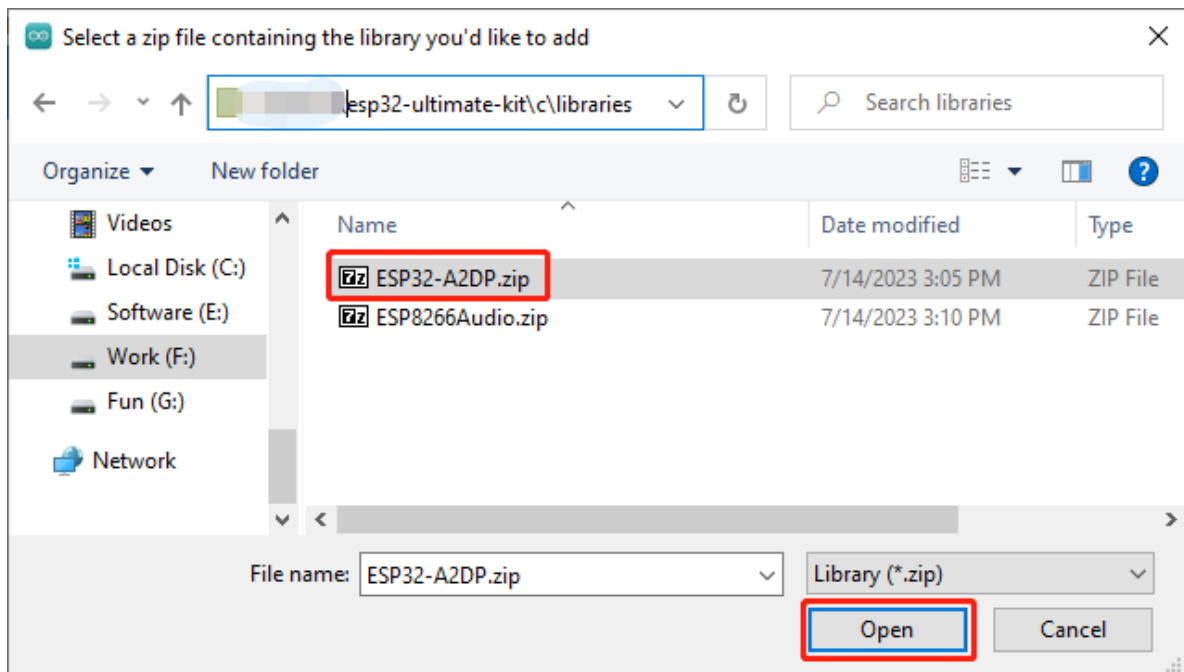 Select a zip file containing the library you'd like to add
esp32-ultimate-kit\c\libraries
Search libraries
Organize
New folder
Videos
Local Disk (C:)
Software (E:)
Work (F:)
Fun (G:)
Network
Name Date modified Type
ESP32-A2DP.zip 7/14/2023 3:05 PM ZIP File
ESP8266Audio.zip 7/14/2023 3:10 PM ZIP File
File name: ESP32-A2DP.zip Library (*.zip)
Open Cancel